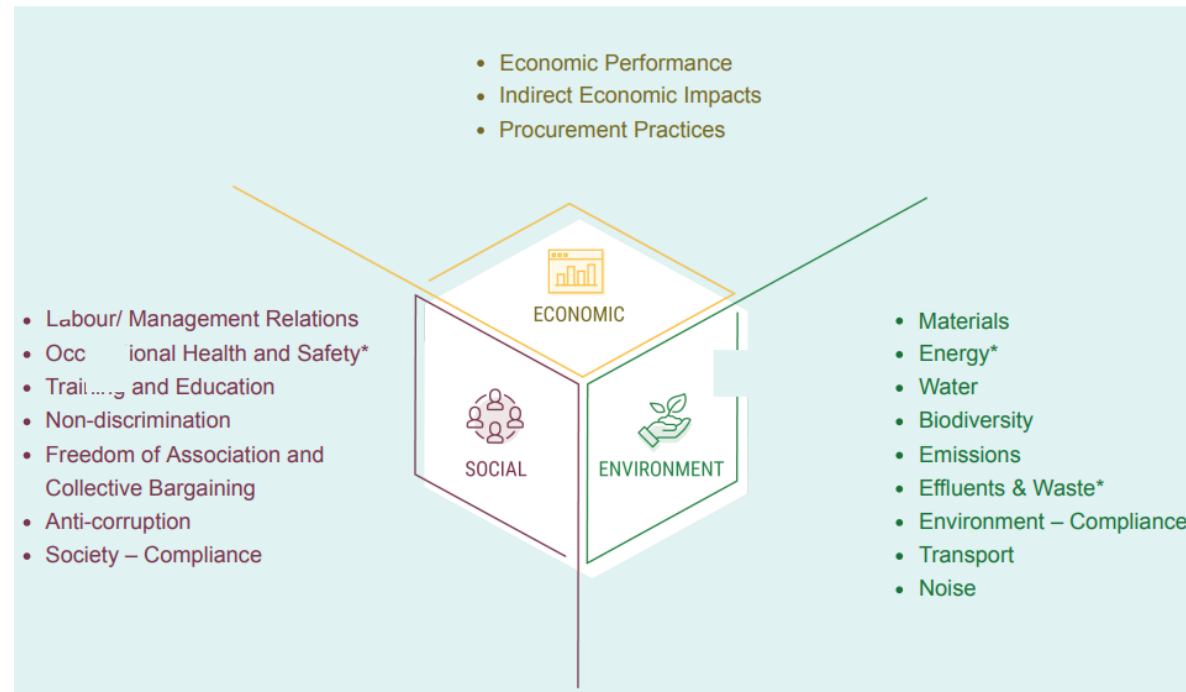 • Economic Performance
• Indirect Economic Impacts
• Procurement Practices
ECONOMIC
• Labour/ Management Relations
• Health and Safety*
• and Education
• Non-discrimination
• Freedom of Association and
Collective Bargaining
• Anti-corruption
• Society – Compliance
SOCIAL
ENVIRONMENT
• Materials
• Energy*
• Water
• Biodiversity
• Emissions
• Effluents & Waste*
• Environment – Compliance
• Transport
• Noise